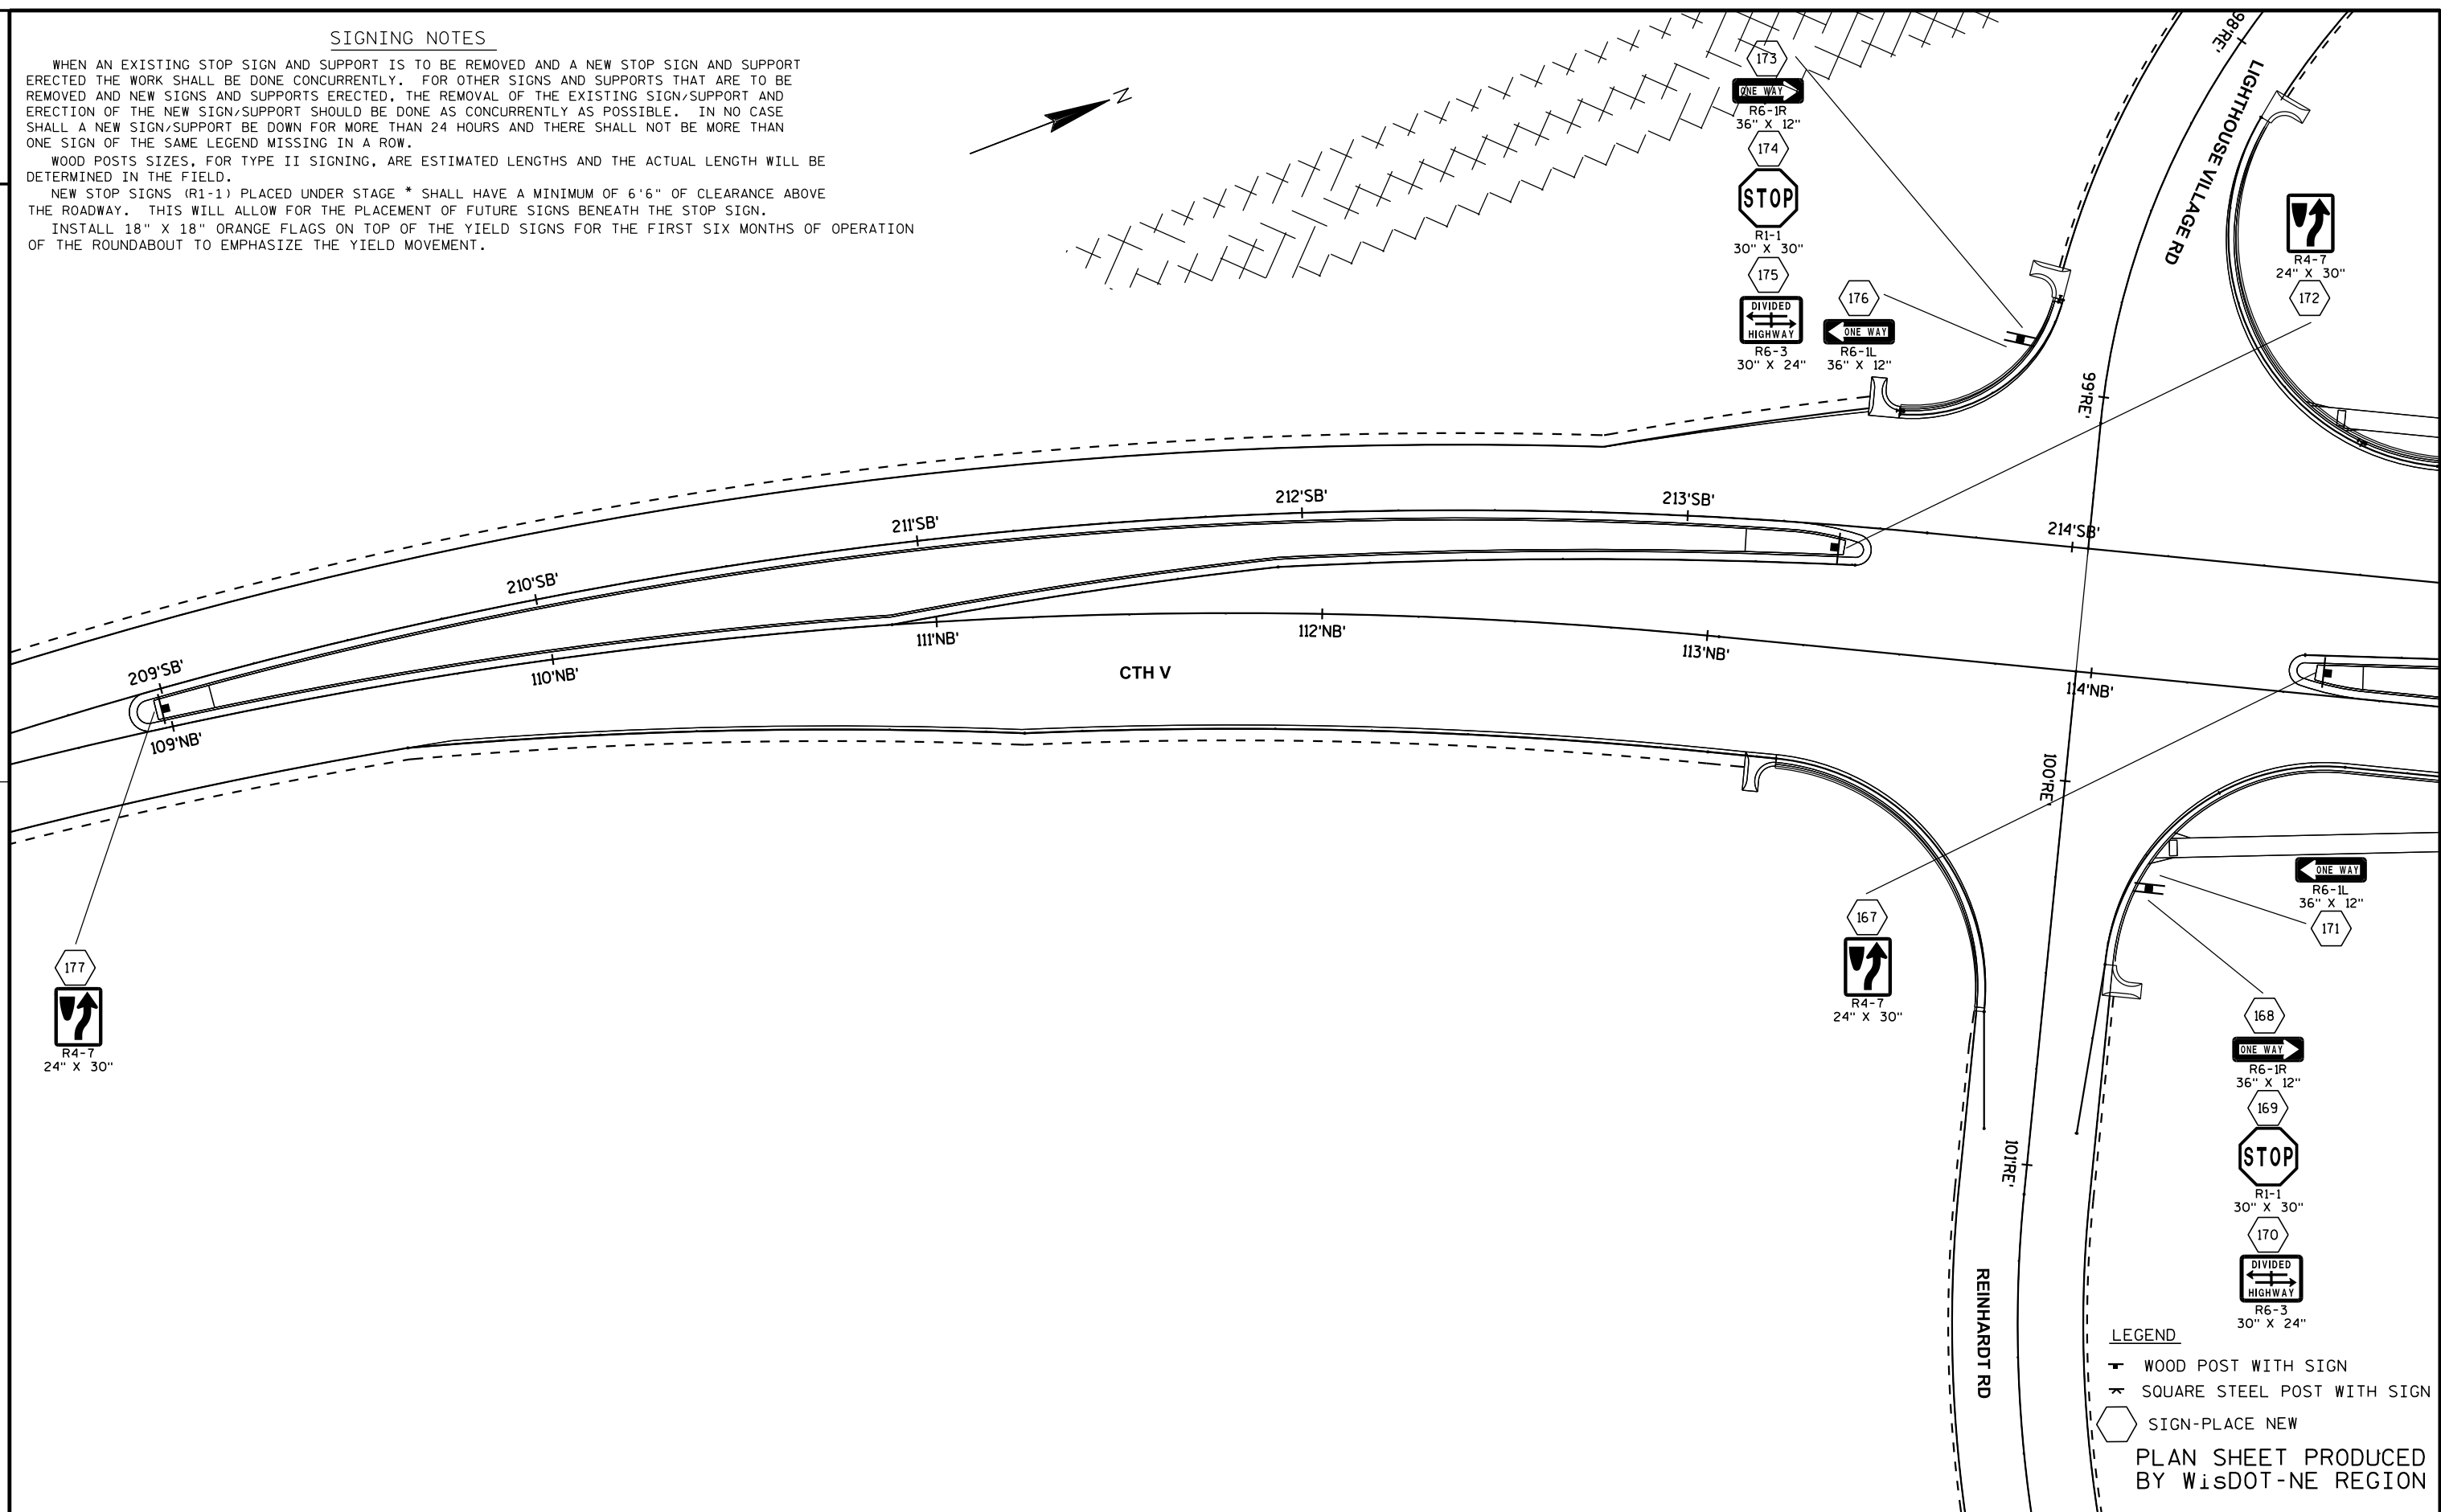 SIGNING NOTES
WHEN AN EXISTING STOP SIGN AND SUPPORT IS TO BE REMOVED AND A NEW STOP SIGN AND SUPPORT
ERECTED THE WORK SHALL BE DONE CONCURRENTLY. FOR OTHER SIGNS AND SUPPORTS THAT ARE TO BE
REMOVED AND NEW SIGNS AND SUPPORTS ERECTED, THE REMOVAL OF THE EXISTING SIGN/SUPPORT AND
ERECTION OF THE NEW SIGN/SUPPORT SHOULD BE DONE AS CONCURRENTLY AS POSSIBLE. IN NO CASE
SHALL A NEW SIGN/SUPPORT BE DOWN FOR MORE THAN 24 HOURS AND THERE SHALL NOT BE MORE THAN
ONE SIGN OF THE SAME LEGEND MISSING IN A ROW.
WOOD POSTS SIZES, FOR TYPE II SIGNING, ARE ESTIMATED LENGTHS AND THE ACTUAL LENGTH WILL BE
DETERMINED IN THE FIELD.
NEW STOP SIGNS (R1-1) PLACED UNDER STAGE * SHALL HAVE A MINIMUM OF 6'6" OF CLEARANCE ABOVE
THE ROADWAY. THIS WILL ALLOW FOR THE PLACEMENT OF FUTURE SIGNS BENEATH THE STOP SIGN.
INSTALL 18" X 18" ORANGE FLAGS ON TOP OF THE YIELD SIGNS FOR THE FIRST SIX MONTHS OF OPERATION
OF THE ROUNDABOUT TO EMPHASIZE THE YIELD MOVEMENT.
N
173
ONE WAY
R6-1R
36" X 12"
174
STOP
R1-1
30" X 30"
175
DIVIDED
HIGHWAY
R6-3
30" X 24"
176
ONE WAY
R6-1L
36" X 12"
98'RE'
LIGHTHOUSE VILLAGE RD
R4-7
24" X 30"
172
99'RE'
209'SB'
210'SB'
211'SB'
212'SB'
213'SB'
214'SB'
109'NB'
110'NB'
111'NB'
112'NB'
113'NB'
114'NB'
CTH V
100'RE'
177
R4-7
24" X 30"
167
R4-7
24" X 30"
ONE WAY
R6-1L
36" X 12"
171
168
ONE WAY
R6-1R
36" X 12"
169
STOP
R1-1
30" X 30"
170
DIVIDED
HIGHWAY
R6-3
30" X 24"
101'RE'
REINHARDT RD
LEGEND
WOOD POST WITH SIGN
SQUARE STEEL POST WITH SIGN
SIGN-PLACE NEW
PLAN SHEET PRODUCED
BY WisDOT-NE REGION